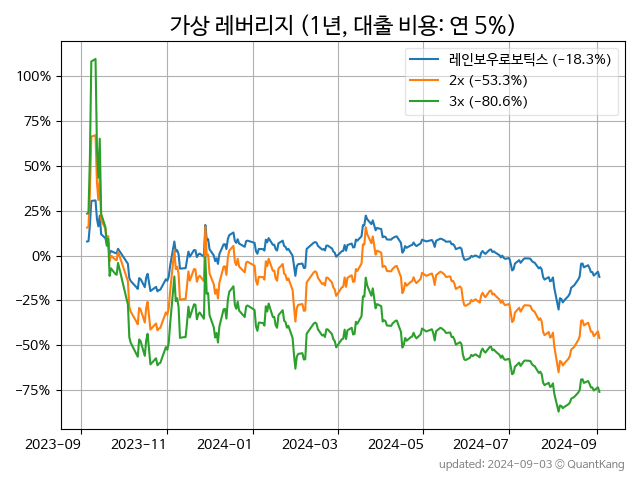 가상 레버리지 (1년, 대출 비용: 연 5%)
레인보우로보틱스 (-18.3%)
2x (-53.3%)
3x (-80.6%)
100%
75%
50%
25%
0%
-25%
-50%
-75%
2023-09 2023-11 2024-01 2024-03 2024-05 2024-07 2024-09
updated: 2024-09-03 © QuantKang